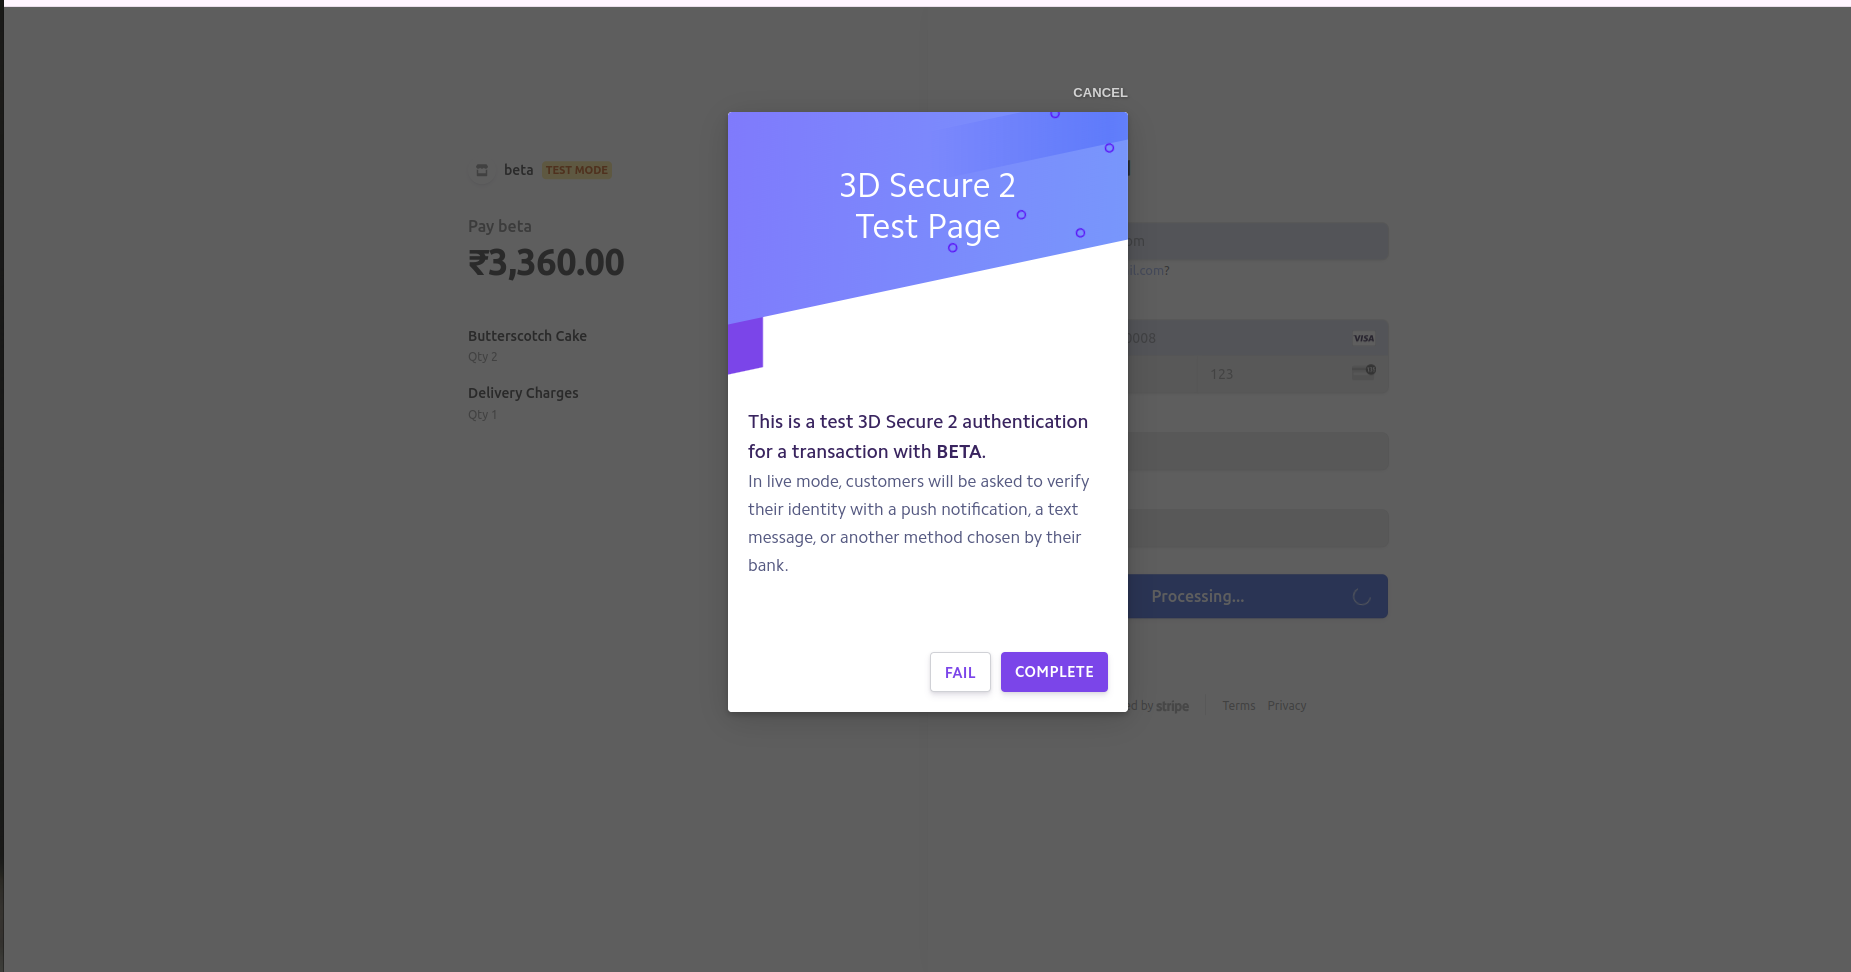 CANCEL
beta TEST MODE
Pay beta
₹3,360.00
Butterscotch Cake
Qty 2
Delivery Charges
Qty 1
3D Secure 2
Test Page
This is a test 3D Secure 2 authentication
for a transaction with BETA.
In live mode, customers will be asked to verify
their identity with a push notification, a text
message, or another method chosen by their
bank.
FAIL COMPLETE
il.com?
0008 VISA
123
Processing...
ed by stripe Terms Privacy